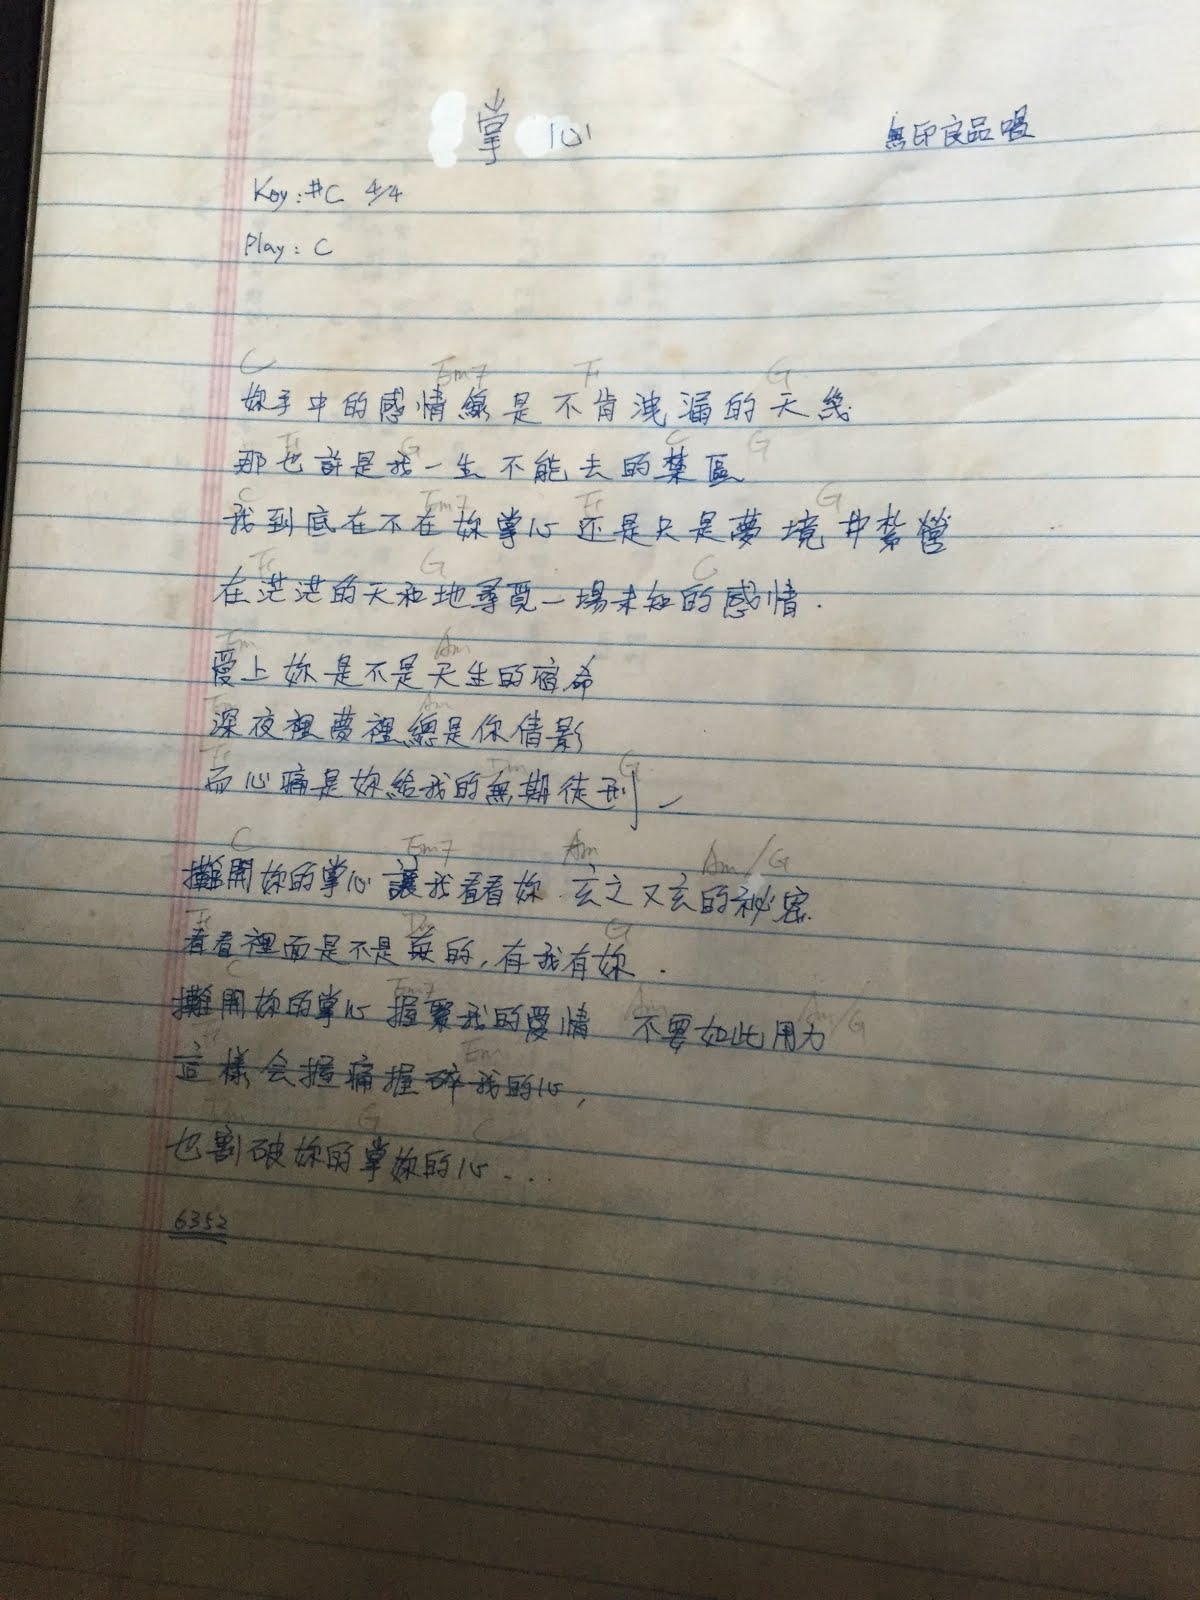 掌心 無印良品唱
Key: #C 4/4
Play: C
C Em7 F G
妳手中的感情線是不肯洩漏的天幾
F G C G
那也許是我一生不能去的禁區
C Em7 F G
我到底在不在妳掌心 还是只是夢境中紮營
F G C
在茫茫的天和地尋覓一場未知的感情.
Em Am
愛上妳是不是天生的宿命
Am
深夜裡夢裡總是你倩影
F Dm G
而心痛是妳給我的無期徒刑
C Em7 Am Am/G
攤開妳的掌心 讓我看看妳 玄之又玄的秘密.
F G
看看裡面是不是真的,有我有妳.
C Em7 Am Am/G
攤開妳的掌心 握緊我的愛情 不要如此用力
F Em
這樣会握痛握碎我的心,
Dm G C
也割破妳的掌妳的心...
6352